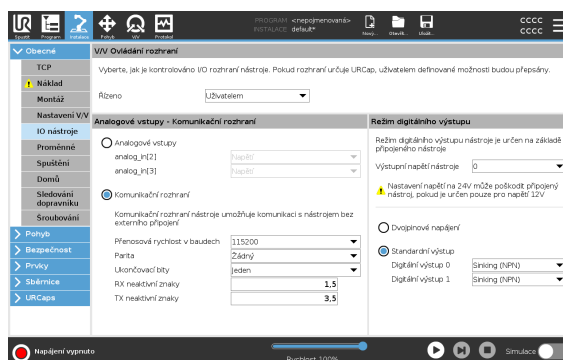 PROGRAM <nepojmenovaná>
INSTALACE default*
Spustit Program Instalace Pohyb V/V Protokol Nový... Otevřít... Uložit...
CCCC
CCCC
Obecné
TCP
Náklad
Montáž
Nastavení V/V
IO nástroje
Proměnné
Spuštění
Domů
Sledování dopravníku
Šroubování
Pohyb
Bezpečnost
Prvky
Sběrnice
URCaps
V/V Ovládání rozhraní
Vyberte, jak je kontrolováno I/O rozhraní nástroje. Pokud rozhraní určuje URCap, uživatelem definované možnosti budou přepsány.
Řízeno Uživatelem
Analogové vstupy - Komunikační rozhraní
Analogové vstupy
analog_in[2] Napětí
analog_in[3] Napětí
Komunikační rozhraní
Komunikační rozhraní nástroje umožňuje komunikaci s nástrojem bez
externího připojení
Přenosová rychlost v baudech 115200
Parita Žádný
Ukončovací bity Jeden
RX neaktivní znaky 1,5
TX neaktivní znaky 3,5
Režim digitálního výstupu
Režim digitálního výstupu nástroje je určen na základě
připojeného nástroje
Výstupní napětí nástroje 0
Nastavení napětí na 24V může poškodit připojený
nástroj, pokud je určen pouze pro napětí 12V
Dvojpinové napájení
Standardní výstup
Digitální výstup 0 Sinking (NPN)
Digitální výstup 1 Sinking (NPN)
Napájení vypnuto
Rychlost 100%
Simulace